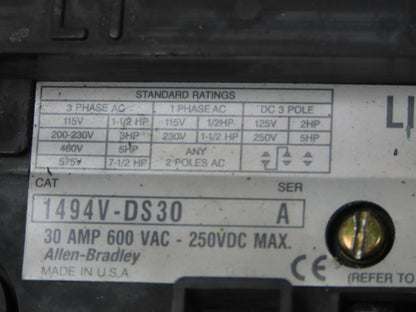 L1
STANDARD RATINGS
3 PHASE AC 1 PHASE AC DC 3 POLE
115V 1-1/2 HP 115V 1/2HP 125V 2HP
200-230V 3HP 230V 1-1/2 HP 250V 5HP
460V 5HP ANY
575V 7-1/2 HP 2 POLES AC
CAT SER
1494V-DS30 A
30 AMP 600 VAC - 250VDC MAX.
Allen-Bradley
MADE IN U.S.A
CE
(REFER TO
LI